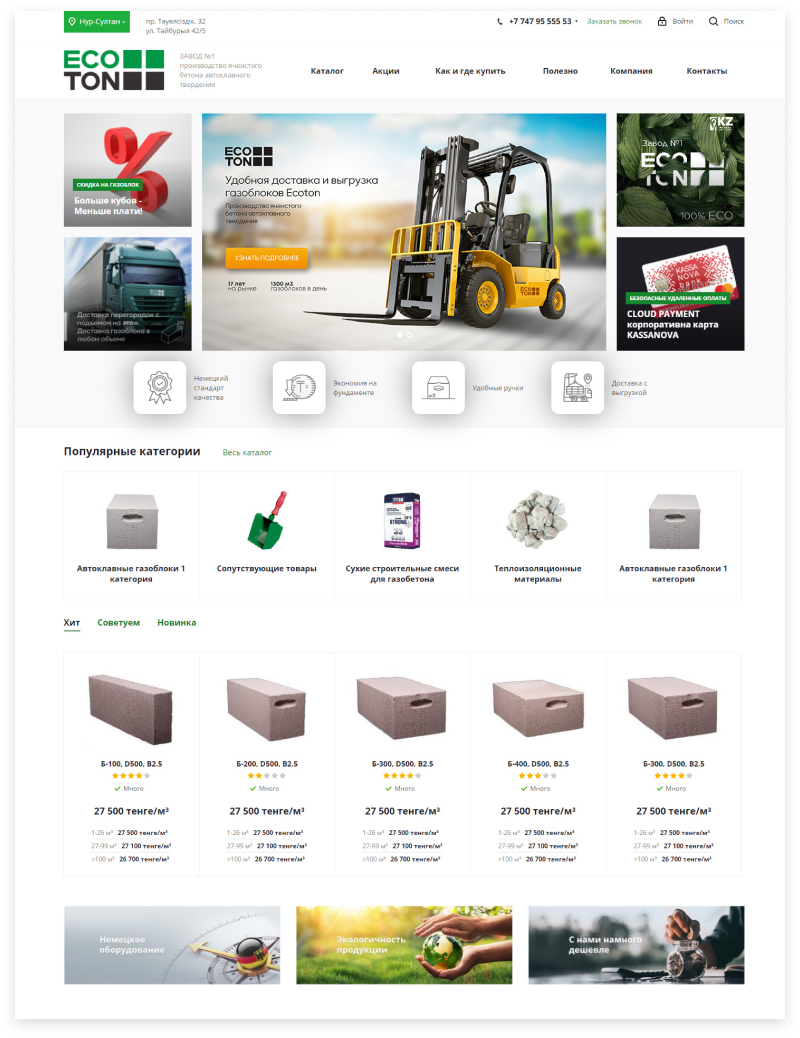 Нур-Султан
пр. Тәуелсіздік, 32
ул. Тайбурыл 42/5
+7 747 95 555 53
Заказать звонок
Войти
Поиск
ECO
TON
ЗАВОД №1
производство ячеистого
бетона автоклавного
твердения
Каталог
Акции
Как и где купить
Полезно
Компания
Контакты
СКИДКА НА ГАЗОБЛОК
Больше кубов -
Меньше плати!
Доставка перегородок с
подъемом на этаж.
Доставка газоблока в
любом объеме
ECO
TON
Удобная доставка и выгрузка
газоблоков Ecoton
Производство ячеистого
бетона автоклавного
твердения
УЗНАТЬ ПОДРОБНЕЕ
17 лет
на рынке
1300 м3
газоблоков в день
ECO
TON
KZ
Завод №1
ECO
TON
100% ECO
KASSA
NOVA
bank
БЕЗОПАСНЫЕ УДАЛЕННЫЕ ОПЛАТЫ
CLOUD PAYMENT
корпоративна карта
KASSANOVA
Немецкий
стандарт
качества
Экономия на
фундаменте
Удобные ручки
Доставка с
выгрузкой
Популярные категории
Весь каталог
TITAN
STRONG
Автоклавные газоблоки 1
категория
Сопутствующие товары
Сухие строительные смеси
для газобетона
Теплоизоляционные
материалы
Автоклавные газоблоки 1
категория
Хит
Советуем
Новинка
Б-100, D500, B2.5
Много
27 500 тенге/м³
1-26 м³ 27 500 тенге/м³
27-99 м³ 27 100 тенге/м³
>100 м³ 26 700 тенге/м³
Б-200, D500, B2.5
Много
27 500 тенге/м³
1-26 м³ 27 500 тенге/м³
27-99 м³ 27 100 тенге/м³
>100 м³ 26 700 тенге/м³
Б-300, D500, B2.5
Много
27 500 тенге/м³
1-26 м³ 27 500 тенге/м³
27-99 м³ 27 100 тенге/м³
>100 м³ 26 700 тенге/м³
Б-400, D500, B2.5
Много
27 500 тенге/м³
1-26 м³ 27 500 тенге/м³
27-99 м³ 27 100 тенге/м³
>100 м³ 26 700 тенге/м³
Б-300, D500, B2.5
Много
27 500 тенге/м³
1-26 м³ 27 500 тенге/м³
27-99 м³ 27 100 тенге/м³
>100 м³ 26 700 тенге/м³
Немецкое
оборудование
Экологичность
продукции
С нами намного
дешевле